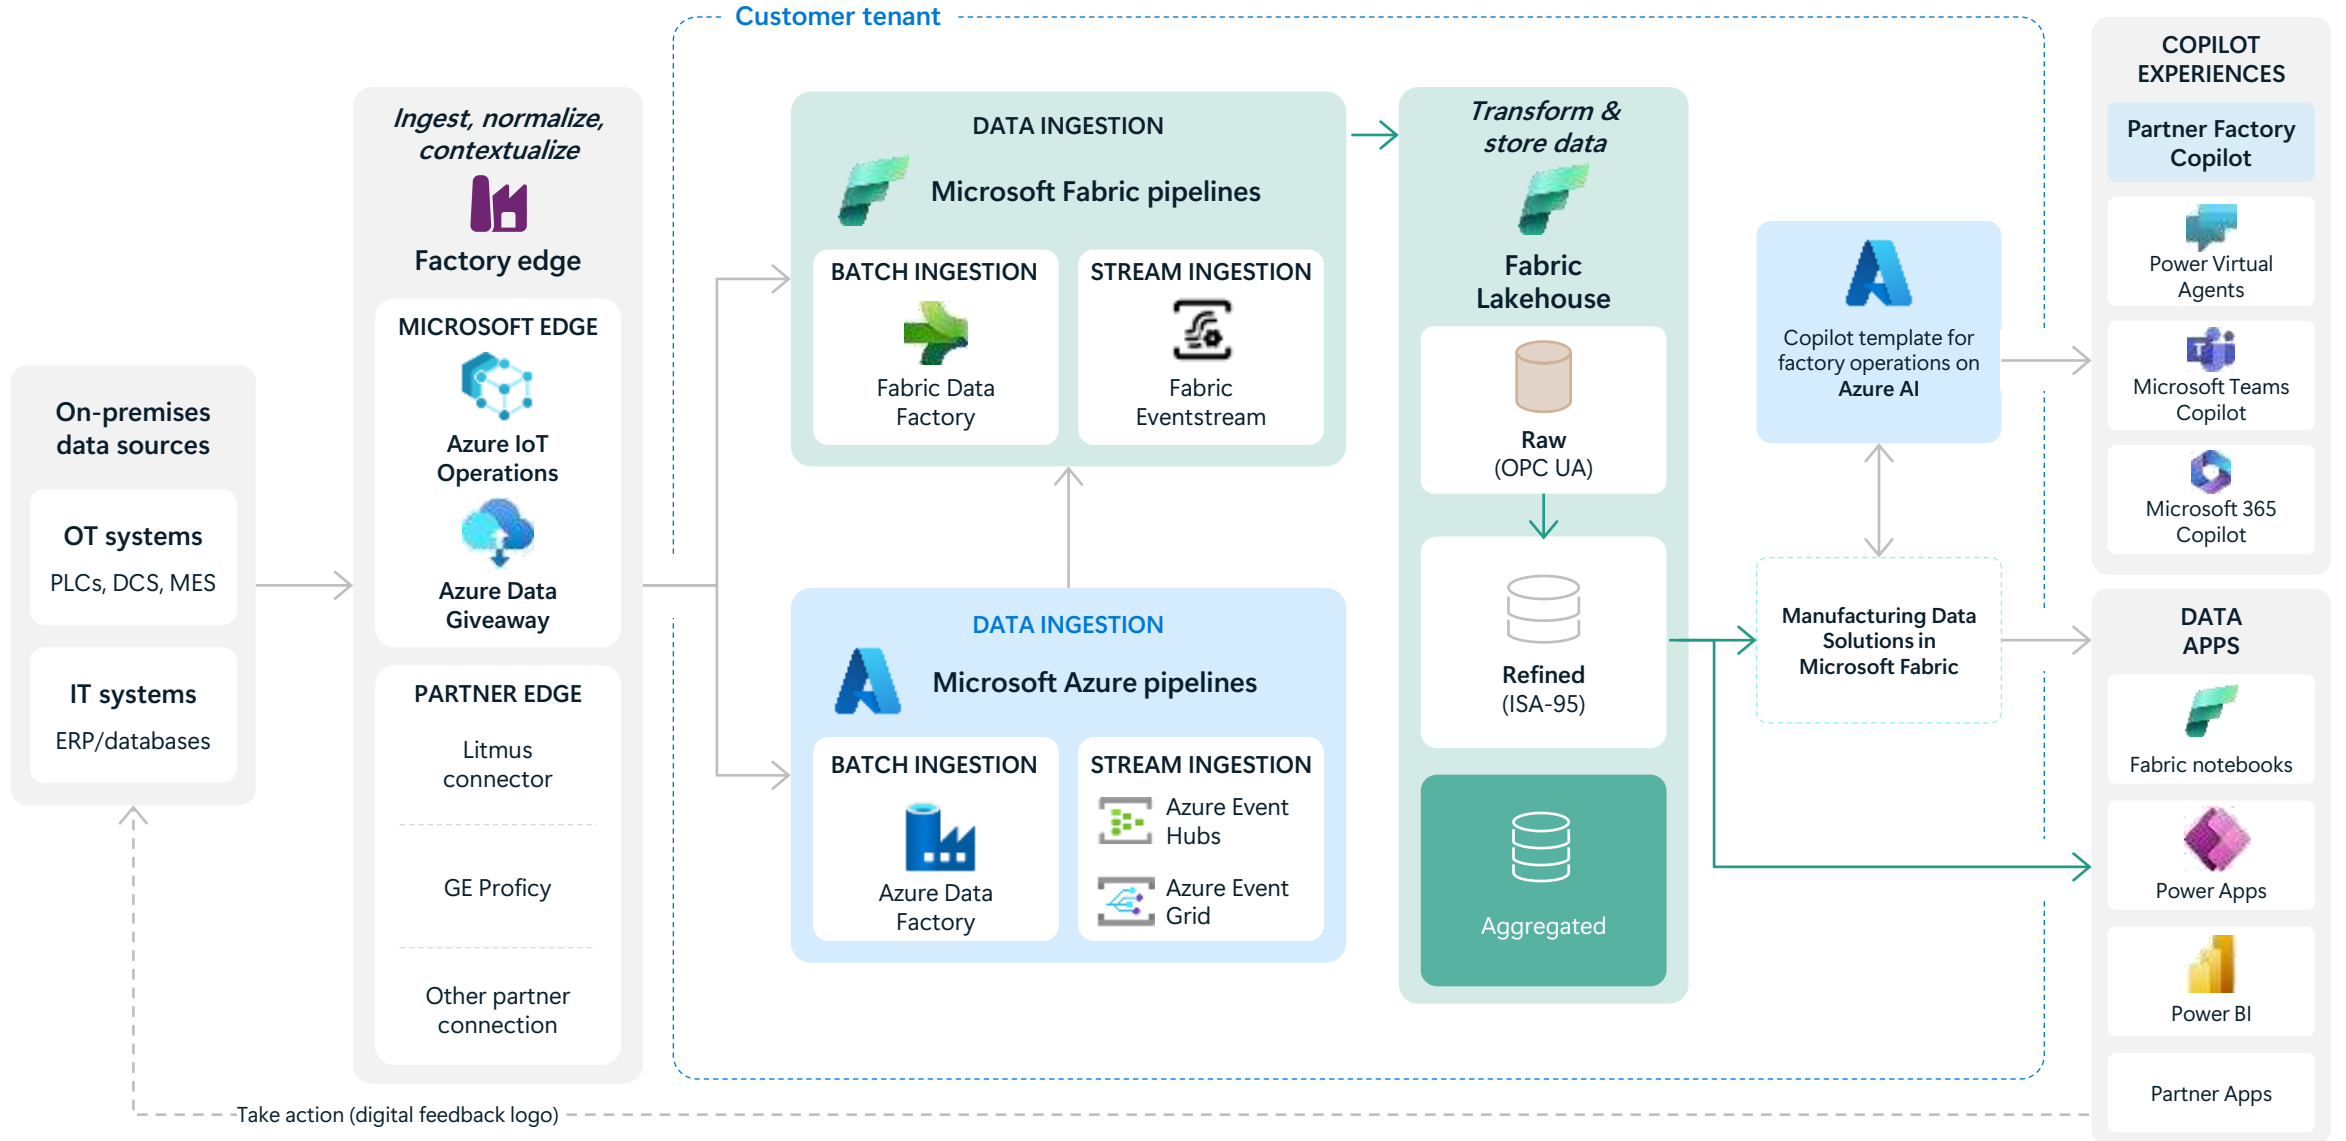 Customer tenant
On-premises
data sources
OT systems
PLCs, DCS, MES
IT systems
ERP/databases
Ingest, normalize,
contextualize
Factory edge
MICROSOFT EDGE
Azure IoT
Operations
Azure Data
Giveaway
PARTNER EDGE
Litmus
connector
GE Proficy
Other partner
connection
DATA INGESTION
Microsoft Fabric pipelines
BATCH INGESTION
Fabric Data
Factory
STREAM INGESTION
Fabric
Eventstream
DATA INGESTION
Microsoft Azure pipelines
BATCH INGESTION
Azure Data
Factory
STREAM INGESTION
Azure Event
Hubs
Azure Event
Grid
Transform &
store data
Fabric
Lakehouse
Raw
(OPC UA)
Refined
(ISA-95)
Aggregated
Copilot template for
factory operations on
Azure AI
Manufacturing Data
Solutions in
Microsoft Fabric
COPILOT
EXPERIENCES
Partner Factory
Copilot
Power Virtual
Agents
T
Microsoft Teams
Copilot
Microsoft 365
Copilot
DATA
APPS
Fabric notebooks
Power Apps
Power BI
Partner Apps
Take action (digital feedback logo)